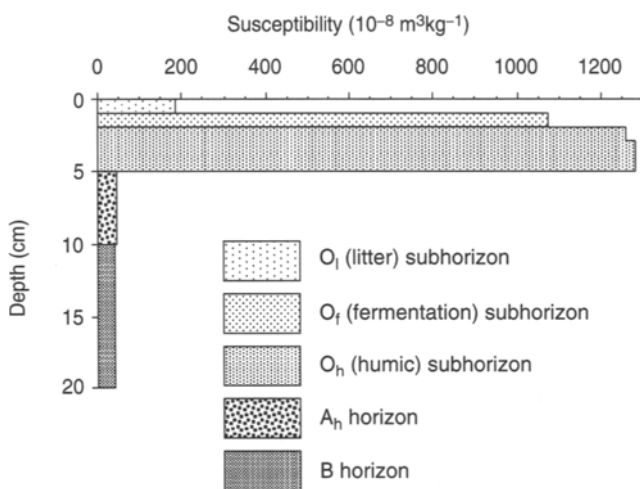 Susceptibility (10⁻⁸ m³kg⁻¹)
0 200 400 600 800 1000 1200
0
5
10
15
20
Depth (cm)
Oₗ (litter) subhorizon
O_f (fermentation) subhorizon
Oₕ (humic) subhorizon
Aₕ horizon
B horizon